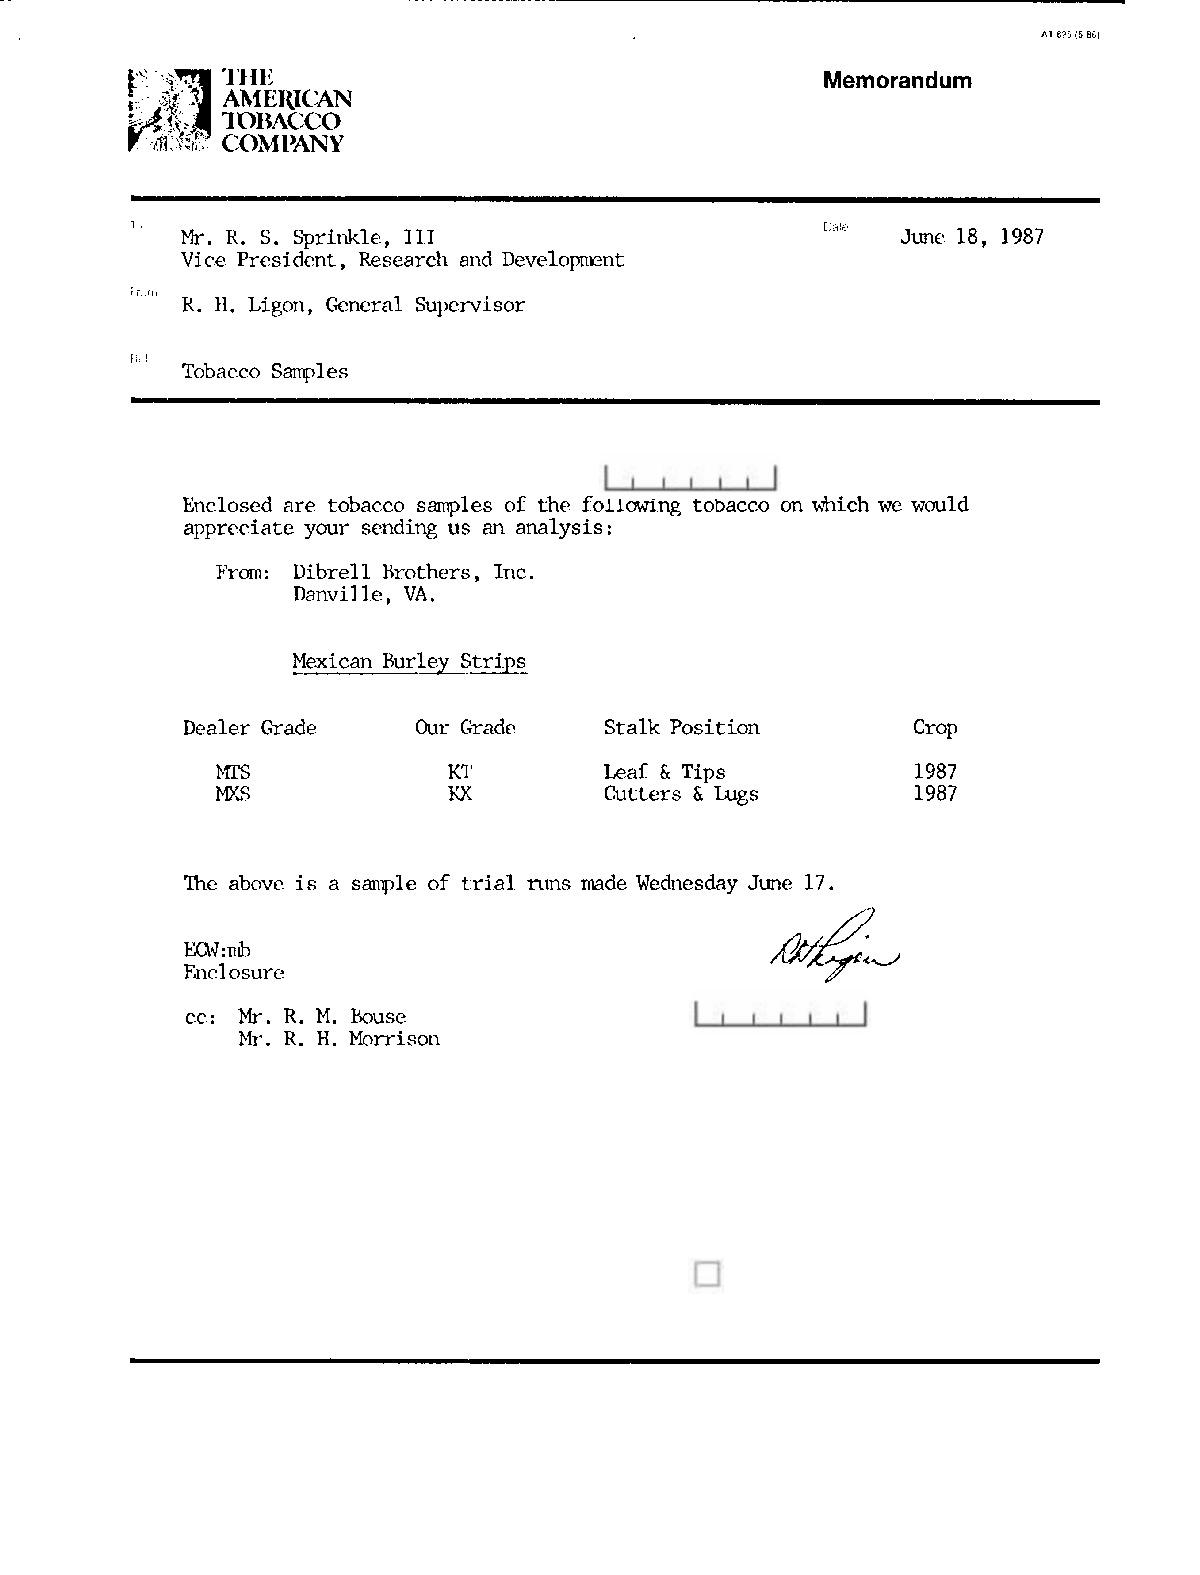 AT 695 (5-86)
THE
AMERICAN
TOBACCO
COMPANY
Memorandum
Mr. R. S. Sprinkle, III
Vice President, Research and Development
Date June 18, 1987
From R. H. Ligon, General Supervisor
Tobacco Samples
Enclosed are tobacco samples of the following tobacco on which we would
appreciate your sending us an analysis:
From: Dibrell Brothers, Inc.
Danville, VA.
Mexican Burley Strips
Dealer Grade Our Grade Stalk Position Crop
MTS KT Leaf & Tips 1987
MXS KX Cutters & Lugs 1987
The above is a sample of trial runs made Wednesday June 17.
RHLigon
ECW:mb
Enclosure
cc: Mr. R. M. Bouse
Mr. R. H. Morrison